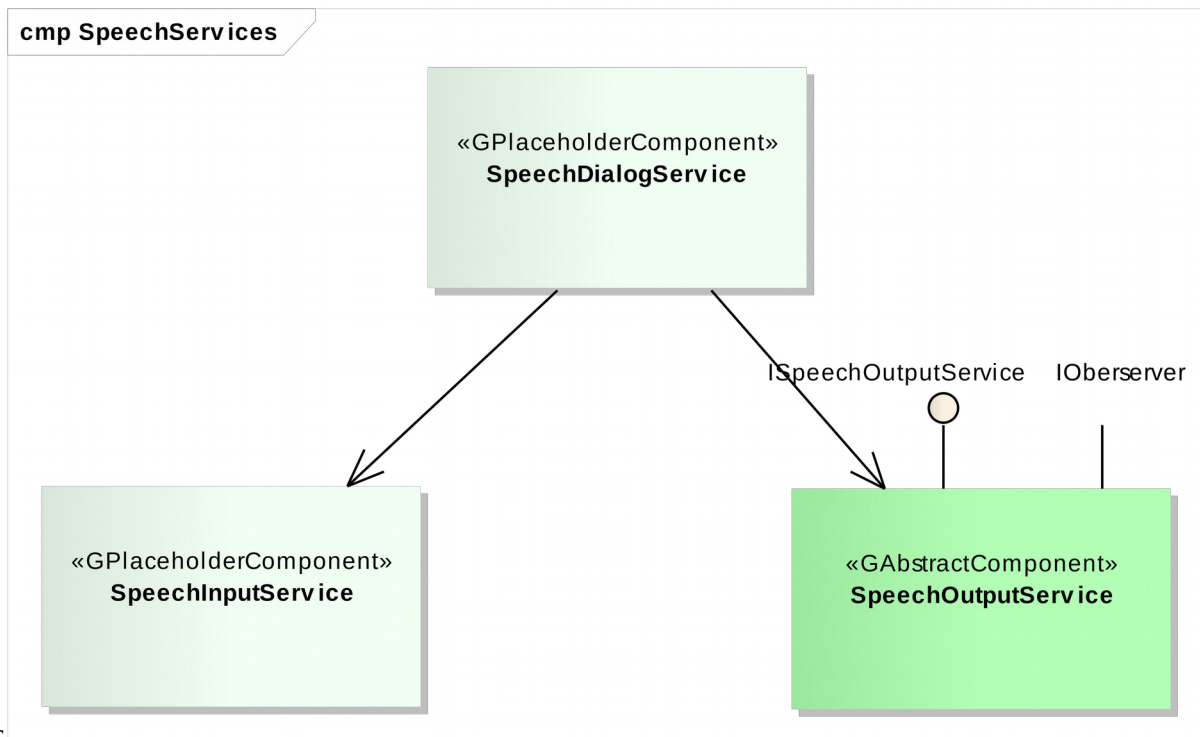 cmp SpeechServices
«GPlaceholderComponent»
SpeechDialogService
ISpeechOutputService
IOberserver
«GPlaceholderComponent»
SpeechInputService
«GAbstractComponent»
SpeechOutputService